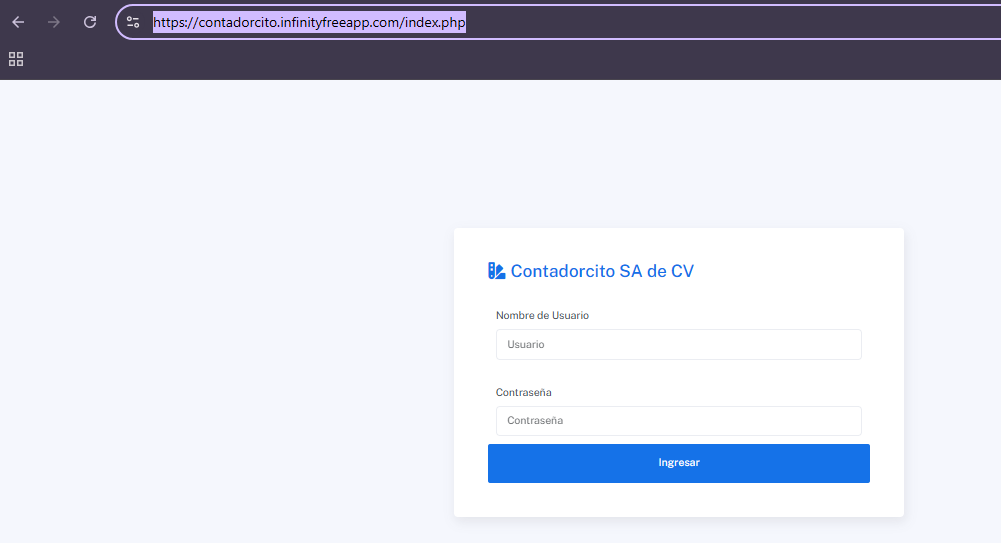 https://contadorcito.infinityfreeapp.com/index.php
Contadorcito SA de CV
Nombre de Usuario
Usuario
Contraseña
Contraseña
Ingresar